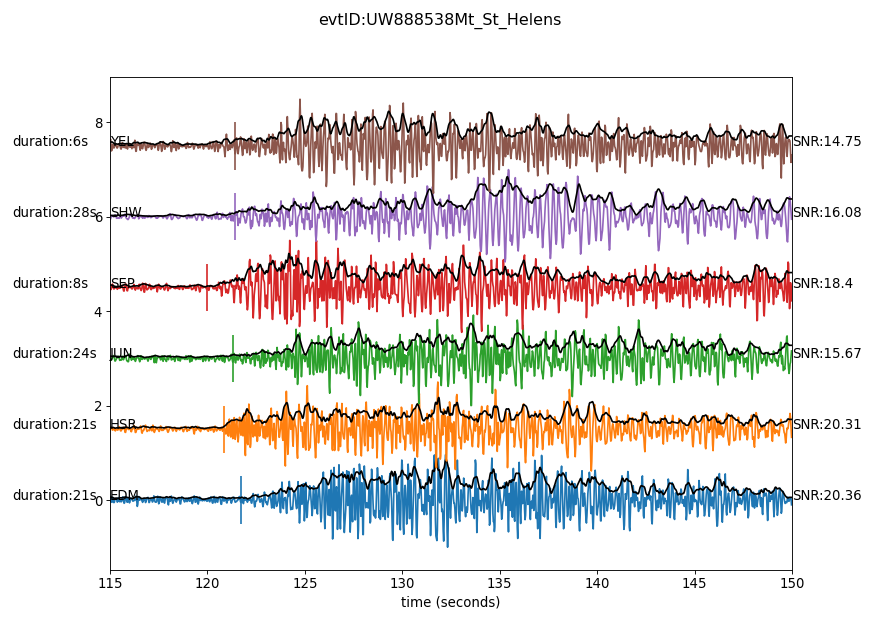 evtID:UW888538Mt_St_Helens
8
duration:6s YEL SNR:14.75
duration:28s SHW SNR:16.08
6
duration:8s SEP SNR:18.4
4
duration:24s JUN SNR:15.67
2
duration:21s HSR SNR:20.31
duration:21s EDM SNR:20.36
0
115 120 125 130 135 140 145 150
time (seconds)